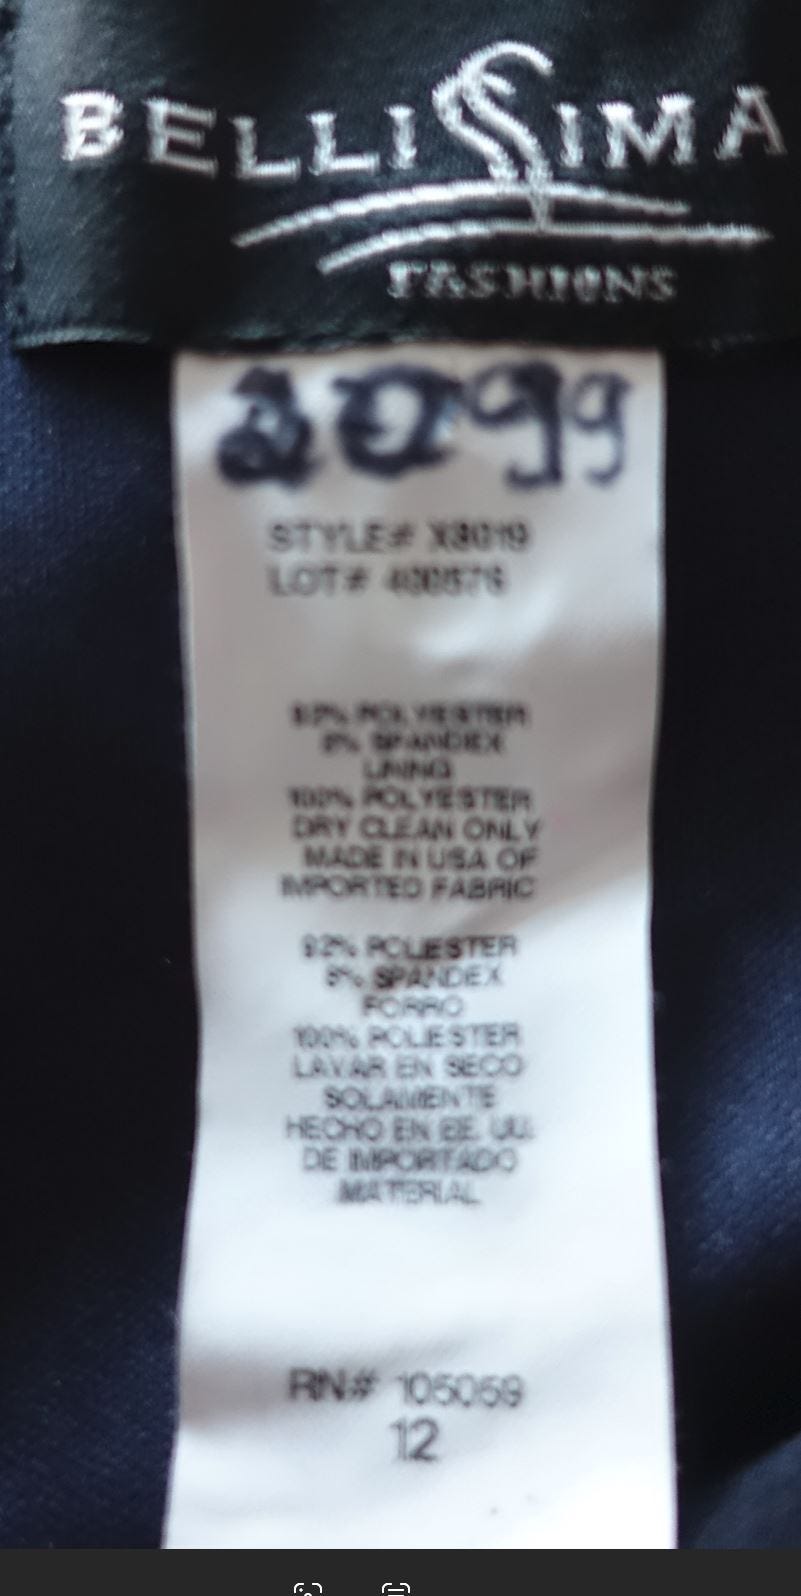 BELLISSIMA
FASHIONS
STYLE# X8019
LOT# 400576
92% POLYESTER
8% SPANDEX
LINING
100% POLYESTER
DRY CLEAN ONLY
MADE IN USA OF
IMPORTED FABRIC
92% POLIESTER
8% SPANDEX
FORRO
100% POLIESTER
LAVAR EN SECO
SOLAMENTE
HECHO EN EE. UU.
DE IMPORTADO
MATERIAL
RN# 105059
12